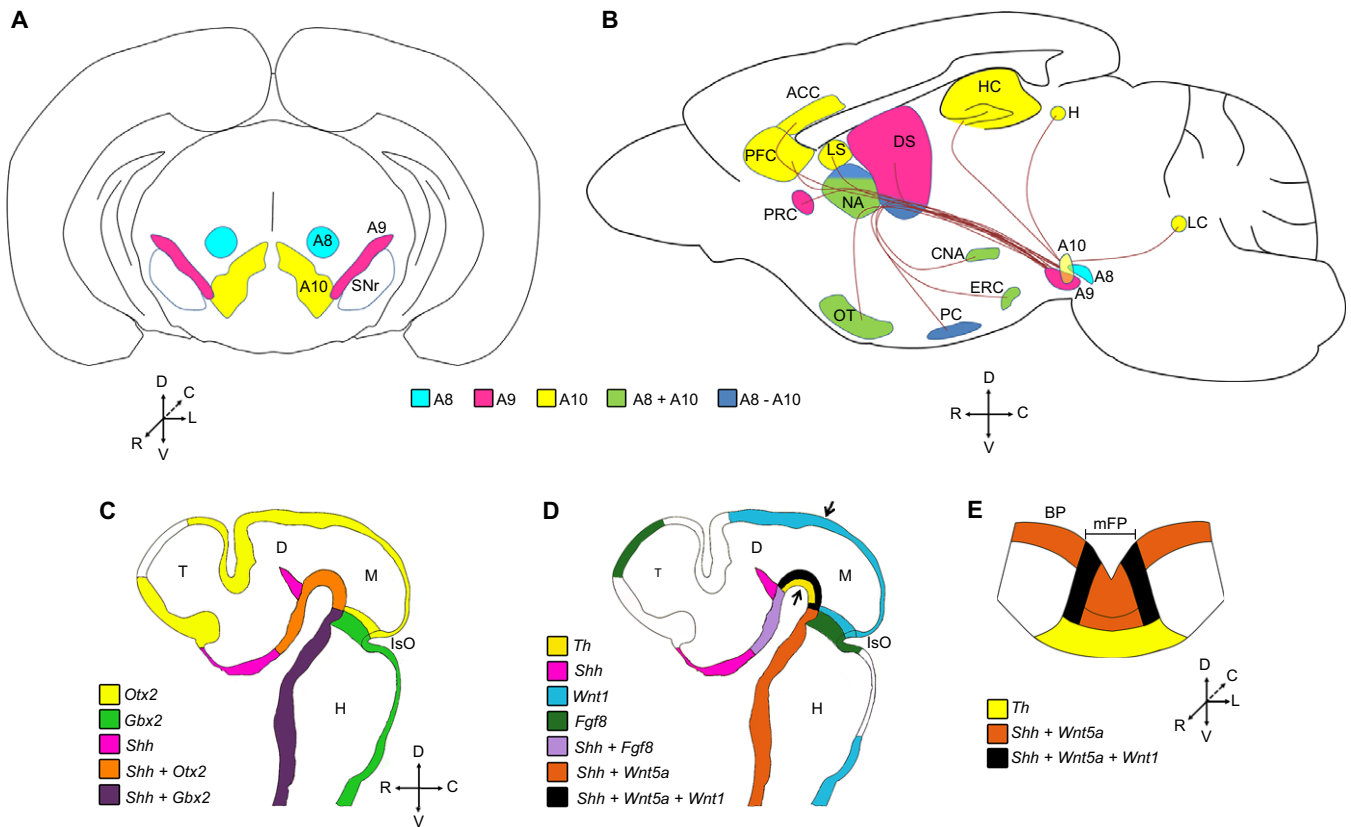 A
A8
A9
A10
SNr
D
C
L
R
V
B
ACC
HC
H
PFC
LS
DS
PRC
NA
LC
CNA
A10
A8
A9
ERC
OT
PC
D
R
C
V
A8 A9 A10 A8 + A10 A8 - A10
C
D
T
M
IsO
H
Otx2
Gbx2
Shh
Shh + Otx2
Shh + Gbx2
D
R
C
V
D
D
T
M
IsO
H
Th
Shh
Wnt1
Fgf8
Shh + Fgf8
Shh + Wnt5a
Shh + Wnt5a + Wnt1
E
BP
mFP
D
C
L
R
V
Th
Shh + Wnt5a
Shh + Wnt5a + Wnt1